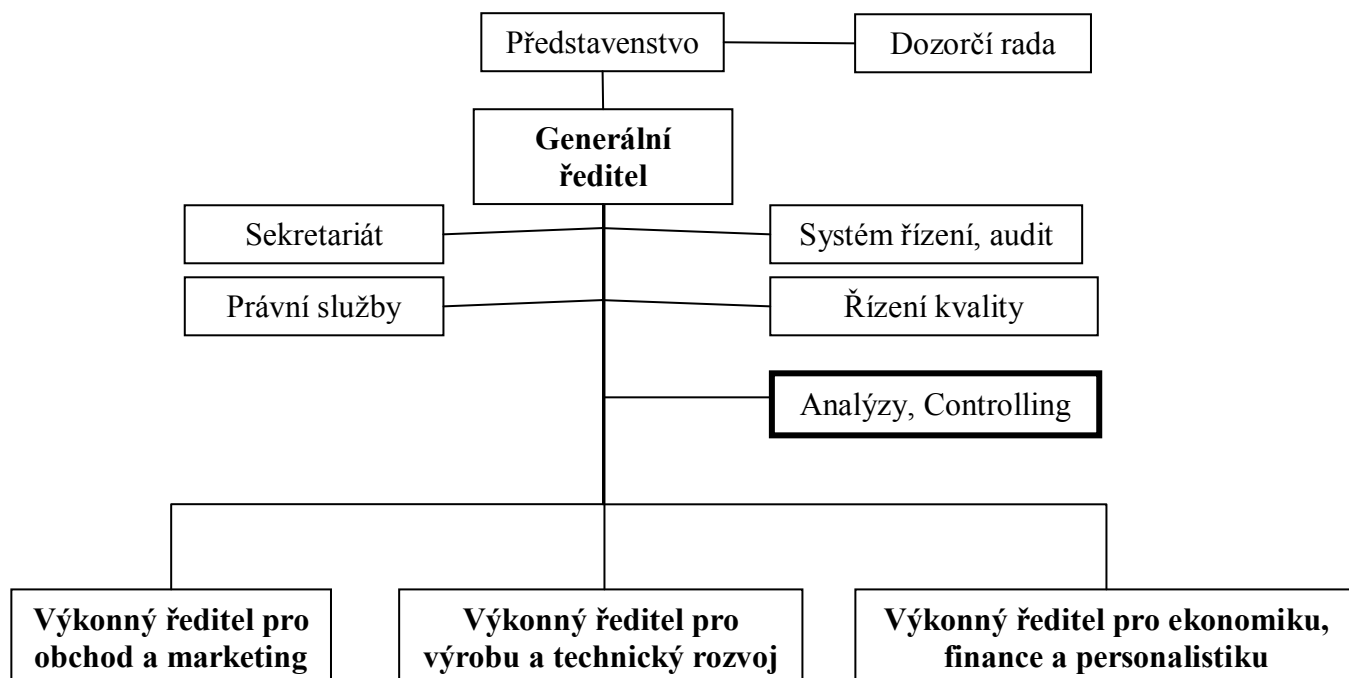 Představenstvo
Dozorčí rada
Generální
ředitel
Sekretariát
Systém řízení, audit
Právní služby
Řízení kvality
Analýzy, Controlling
Výkonný ředitel pro
obchod a marketing
Výkonný ředitel pro
výrobu a technický rozvoj
Výkonný ředitel pro ekonomiku,
finance a personalistiku